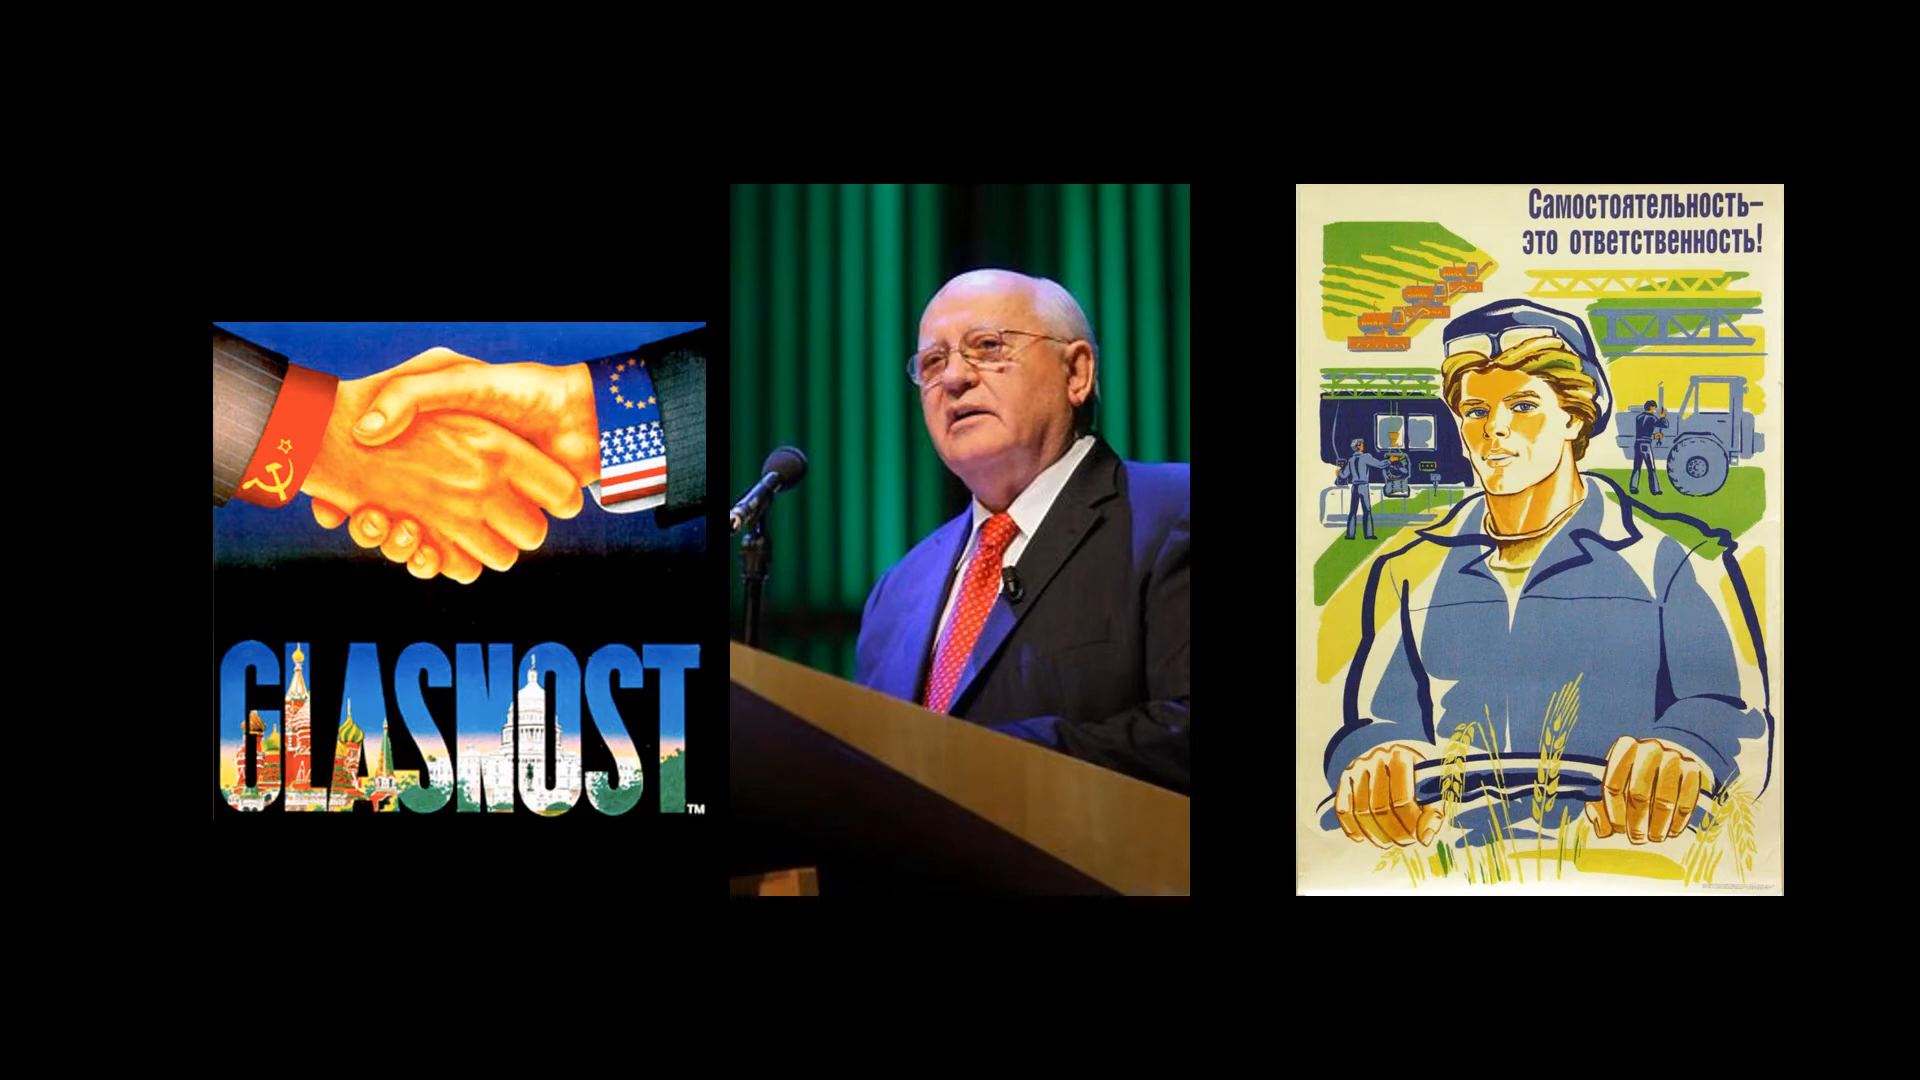 GLASNOST
TM
Самостоятельность–
это ответственность!